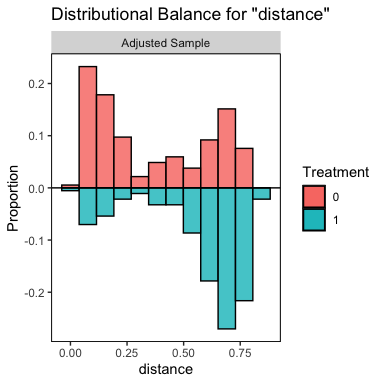 Distributional Balance for "distance"
Adjusted Sample
Proportion
0.2
0.1
0.0
-0.1
-0.2
0.00 0.25 0.50 0.75
distance
Treatment
0
1